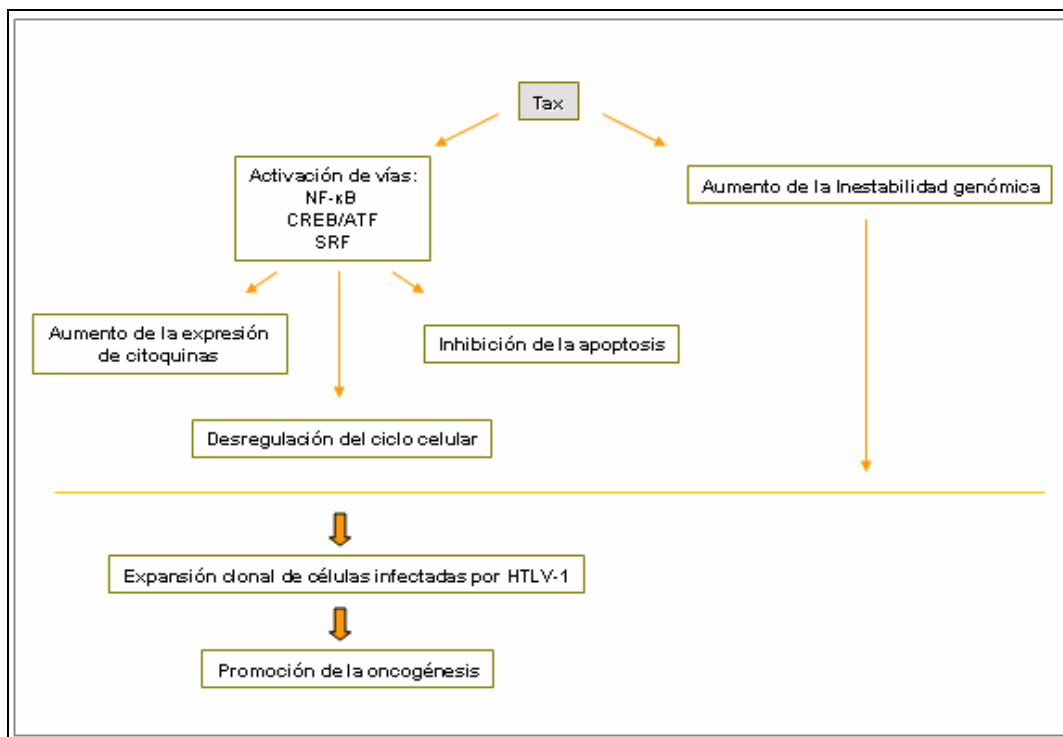 Tax
Activación de vías:
NF-κB
CREB/ATF
SRF
Aumento de la Inestabilidad genómica
Aumento de la expresión
de citoquinas
Inhibición de la apoptosis
Desregulación del ciclo celular
Expansión clonal de células infectadas por HTLV-1
Promoción de la oncogénesis